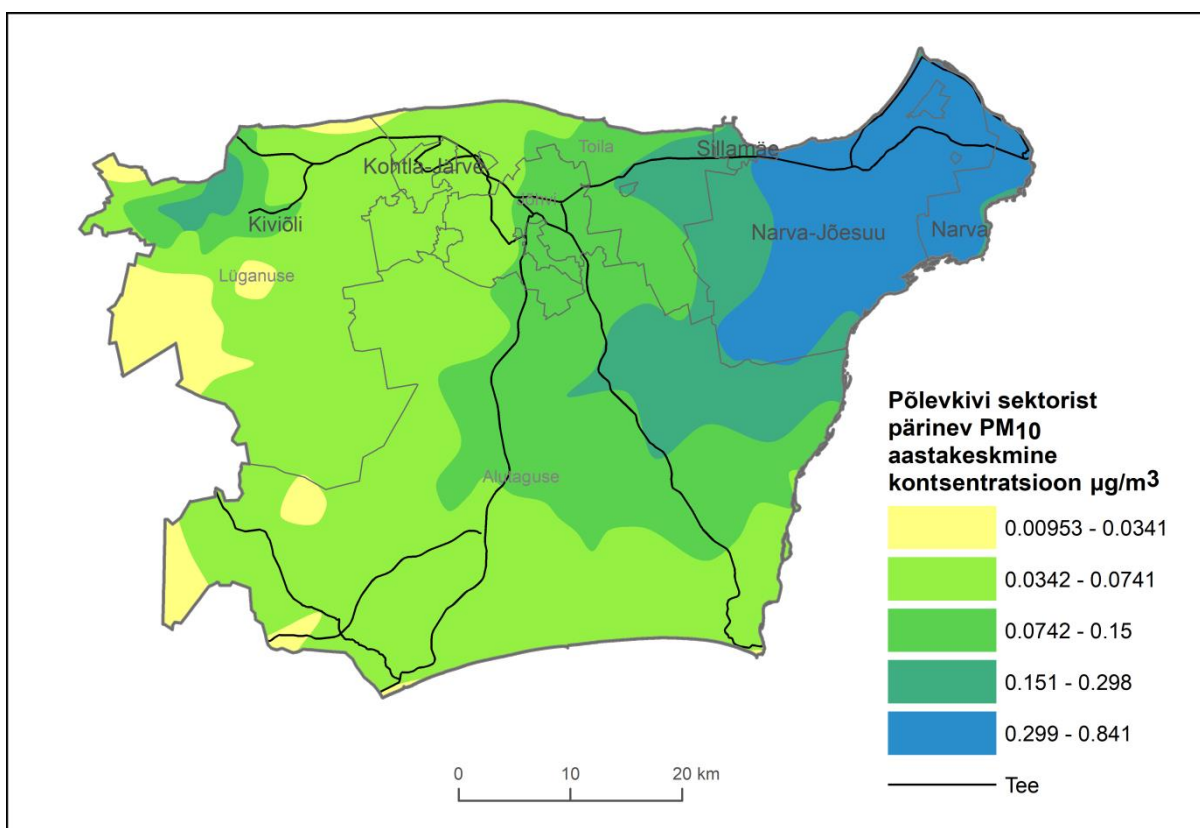 Toila
Sillamäe
Kohtla-Järve
Jõhvi
Kiviõli
Narva-Jõesuu
Narva
Lüganuse
Alutaguse
Põlevkivi sektorist
pärinev PM10
aastakeskmine
kontsentratsioon µg/m3
0.00953 - 0.0341
0.0342 - 0.0741
0.0742 - 0.15
0.151 - 0.298
0.299 - 0.841
Tee
0 10 20 km